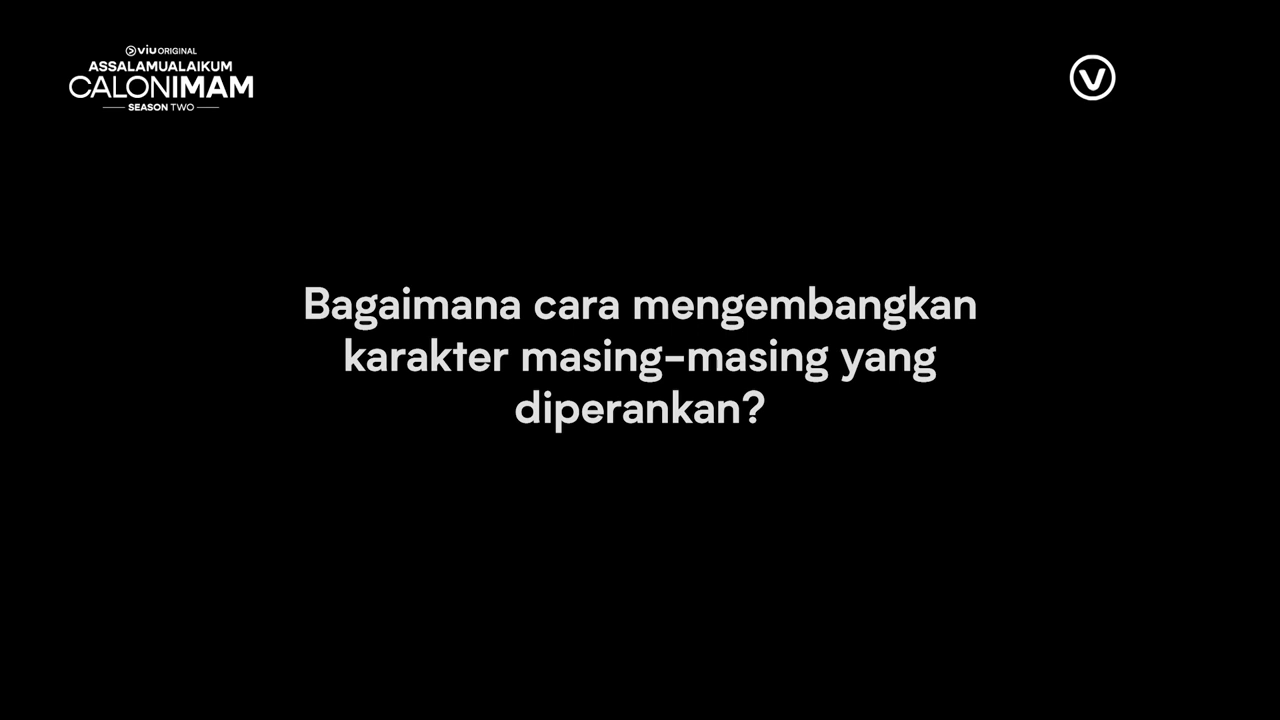 viu ORIGINAL
ASSALAMUALAIKUM
CALONIMAM
SEASON TWO
Bagaimana cara mengembangkan
karakter masing-masing yang
diperankan?